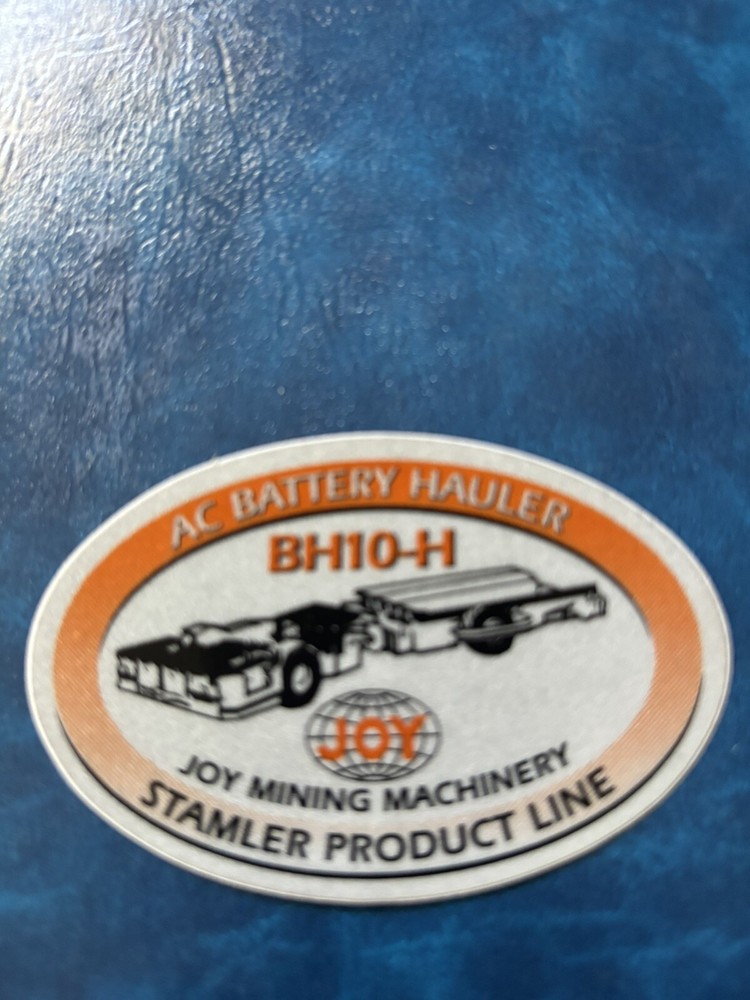 AC BATTERY HAULER
BH10-H
JOY
JOY MINING MACHINERY
STAMLER PRODUCT LINE